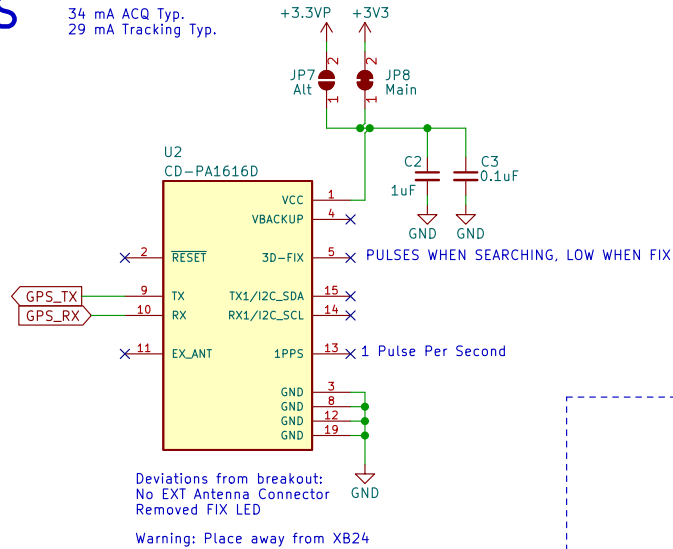 S
34 mA ACQ Typ.
29 mA Tracking Typ.
+3.3VP
+3V3
2
2
JP7
Alt
JP8
Main
1
1
U2
CD-PA1616D
C2
1uF
C3
0.1uF
GND
GND
VCC
1
VBACKUP
4
2
RESET
3D-FIX
5
PULSES WHEN SEARCHING, LOW WHEN FIX
GPS_TX
9
TX
TX1/I2C_SDA
15
GPS_RX
10
RX
RX1/I2C_SCL
14
11
EX_ANT
1PPS
13
1 Pulse Per Second
GND
3
GND
8
GND
12
GND
19
GND
Deviations from breakout:
No EXT Antenna Connector
Removed FIX LED
Warning: Place away from XB24